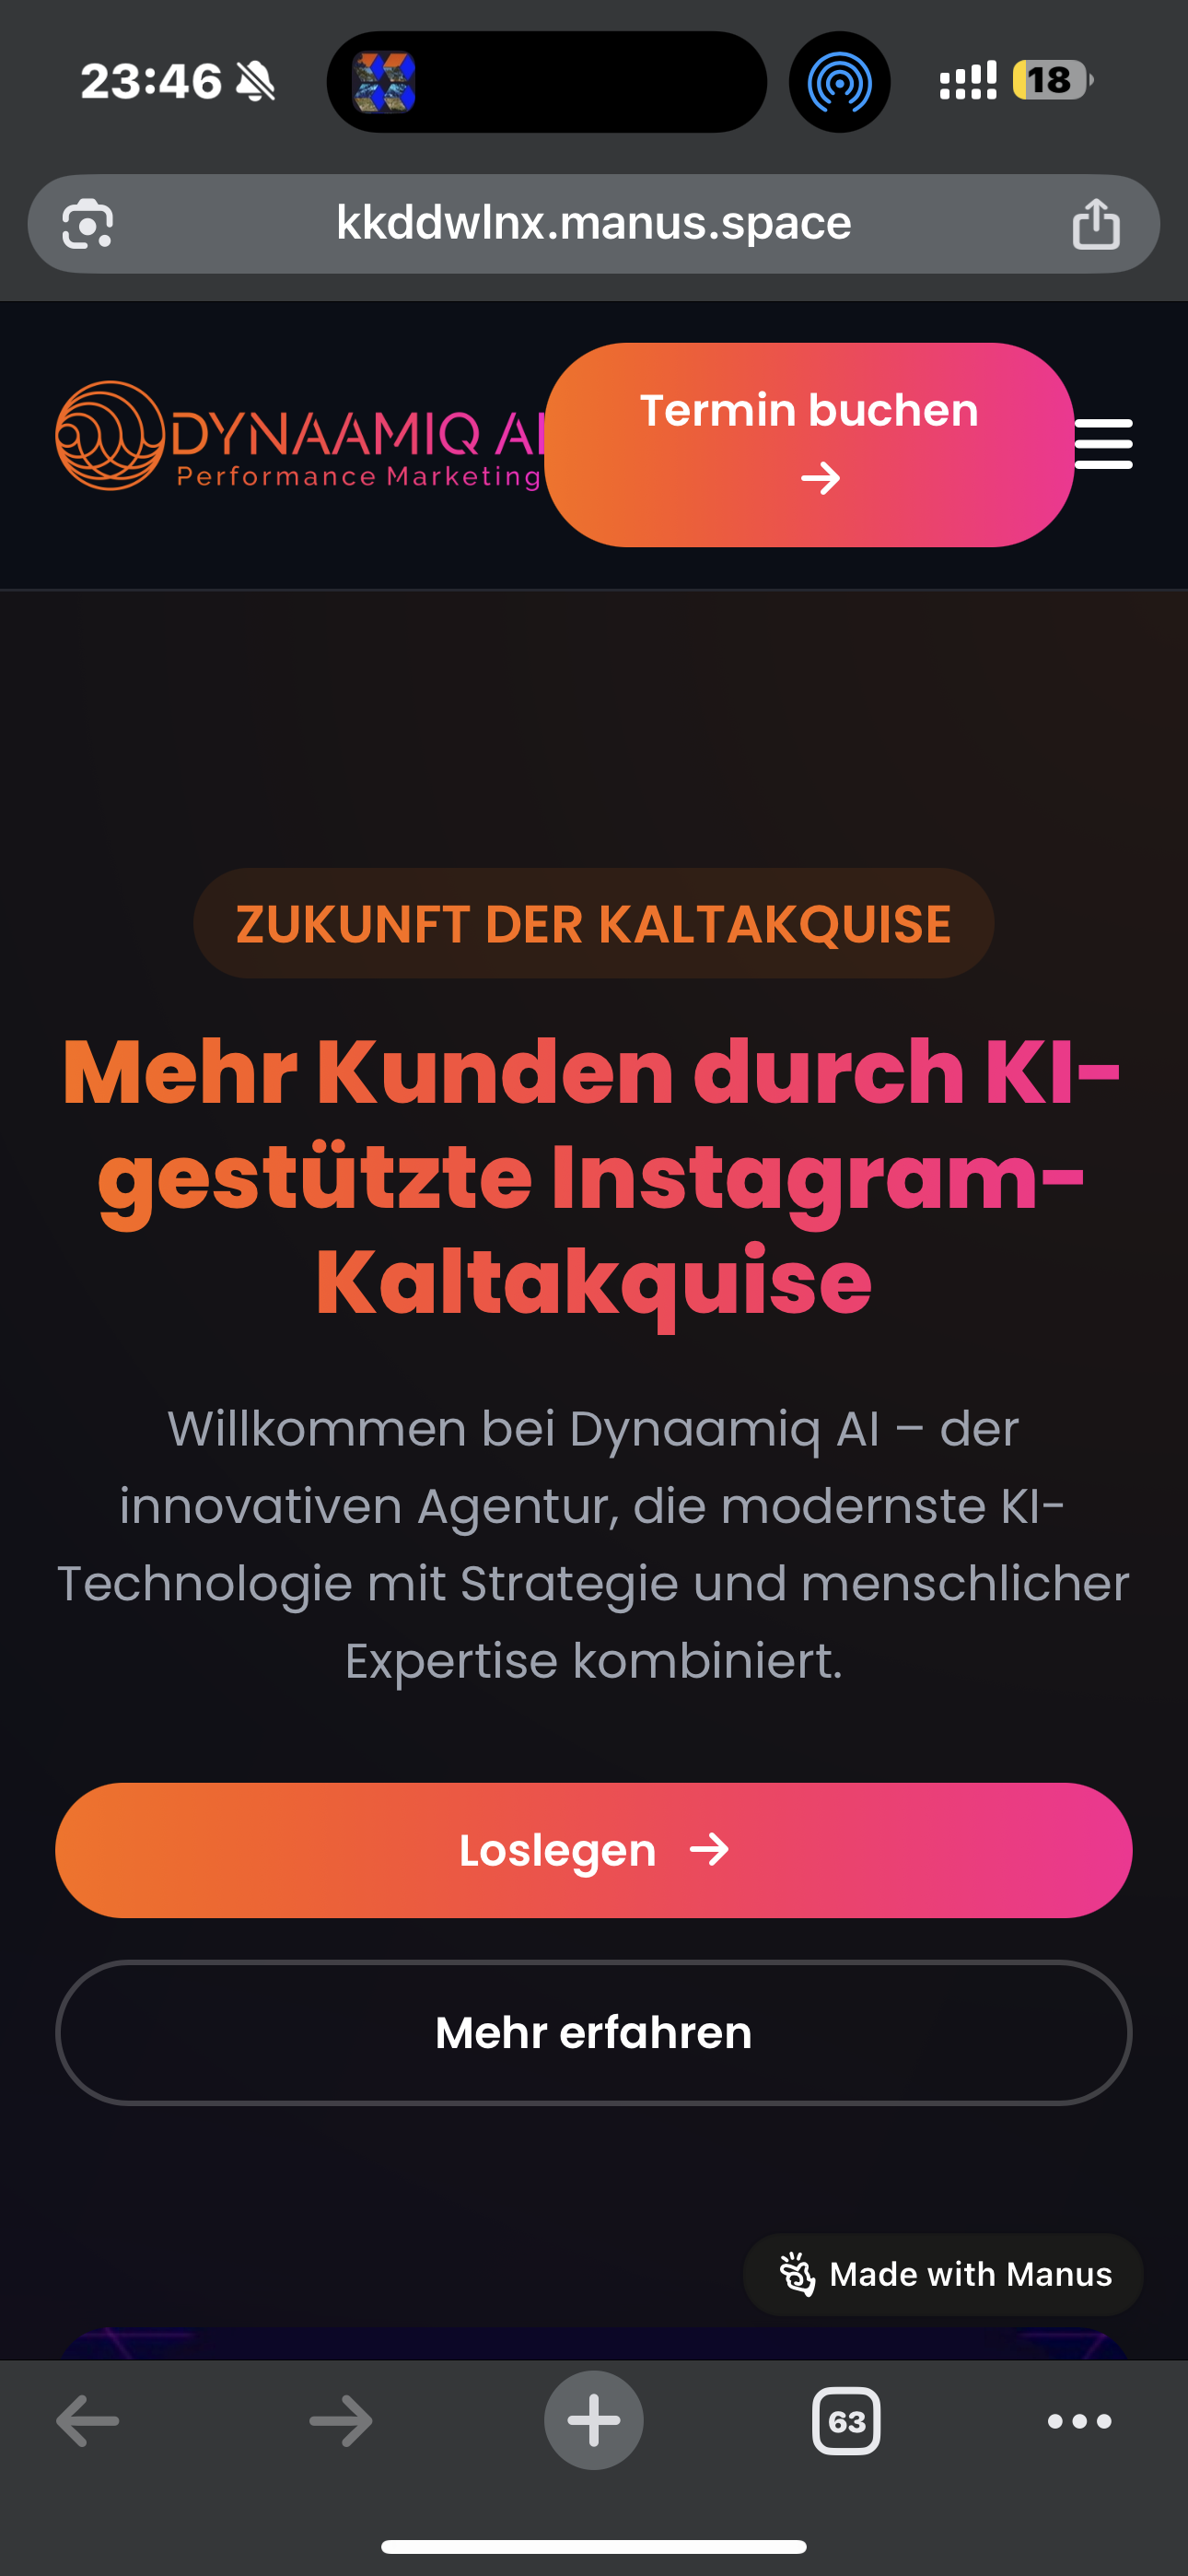 23:46
18
kkddwlnx.manus.space
DYNAAMIQ AI
Performance Marketing
Termin buchen
→
ZUKUNFT DER KALTAKQUISE
Mehr Kunden durch KI-
gestützte Instagram-
Kaltakquise
Willkommen bei Dynaamiq AI – der
innovativen Agentur, die modernste KI-
Technologie mit Strategie und menschlicher
Expertise kombiniert.
Loslegen →
Mehr erfahren
Made with Manus
63